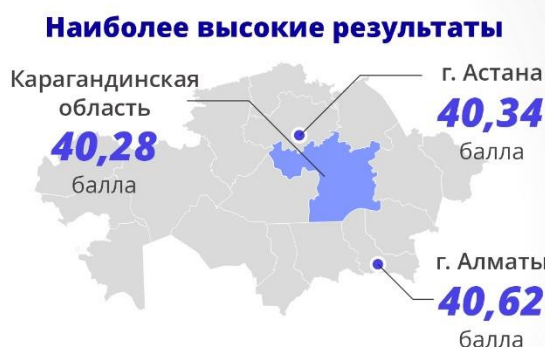 Наиболее высокие результаты
Карагандинская
область
40,28
балла
г. Астана
40,34
балла
г. Алматы
40,62
балла